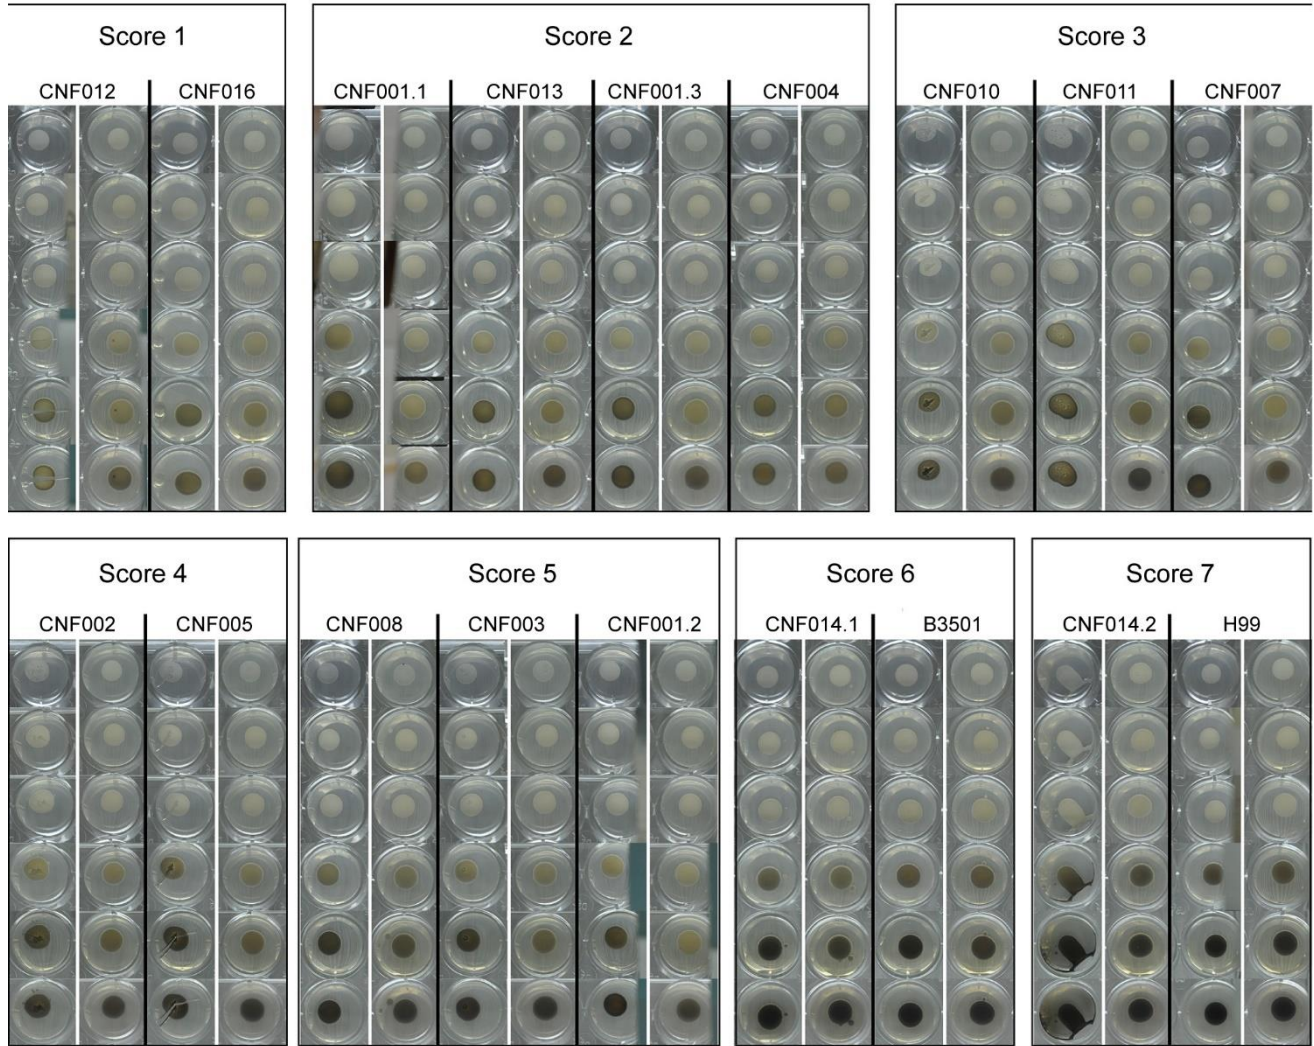 Score 1
Score 2
Score 3
CNF012 CNF016
CNF001.1 CNF013 CNF001.3 CNF004
CNF010 CNF011 CNF007
Score 4
Score 5
Score 6
Score 7
CNF002 CNF005
CNF008 CNF003 CNF001.2
CNF014.1 B3501
CNF014.2 H99